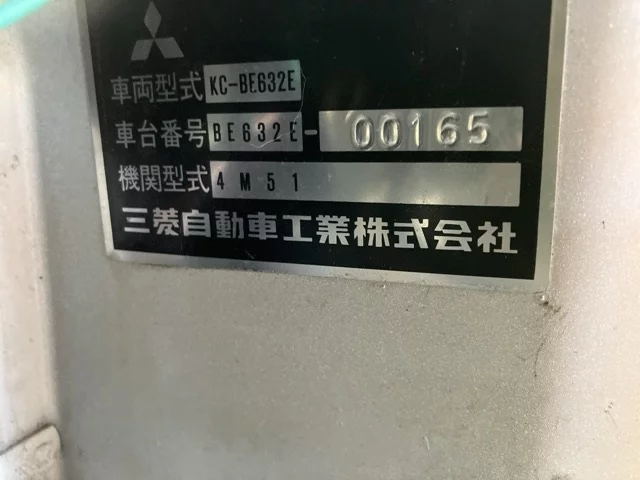 車両型式 KC-BE632E
車台番号 BE632E-00165
機関型式 4M51
三菱自動車工業株式会社